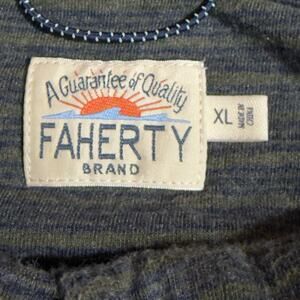 A Guarantee of Quality
FAHERTY
BRAND
XL
MADE IN
CHINA